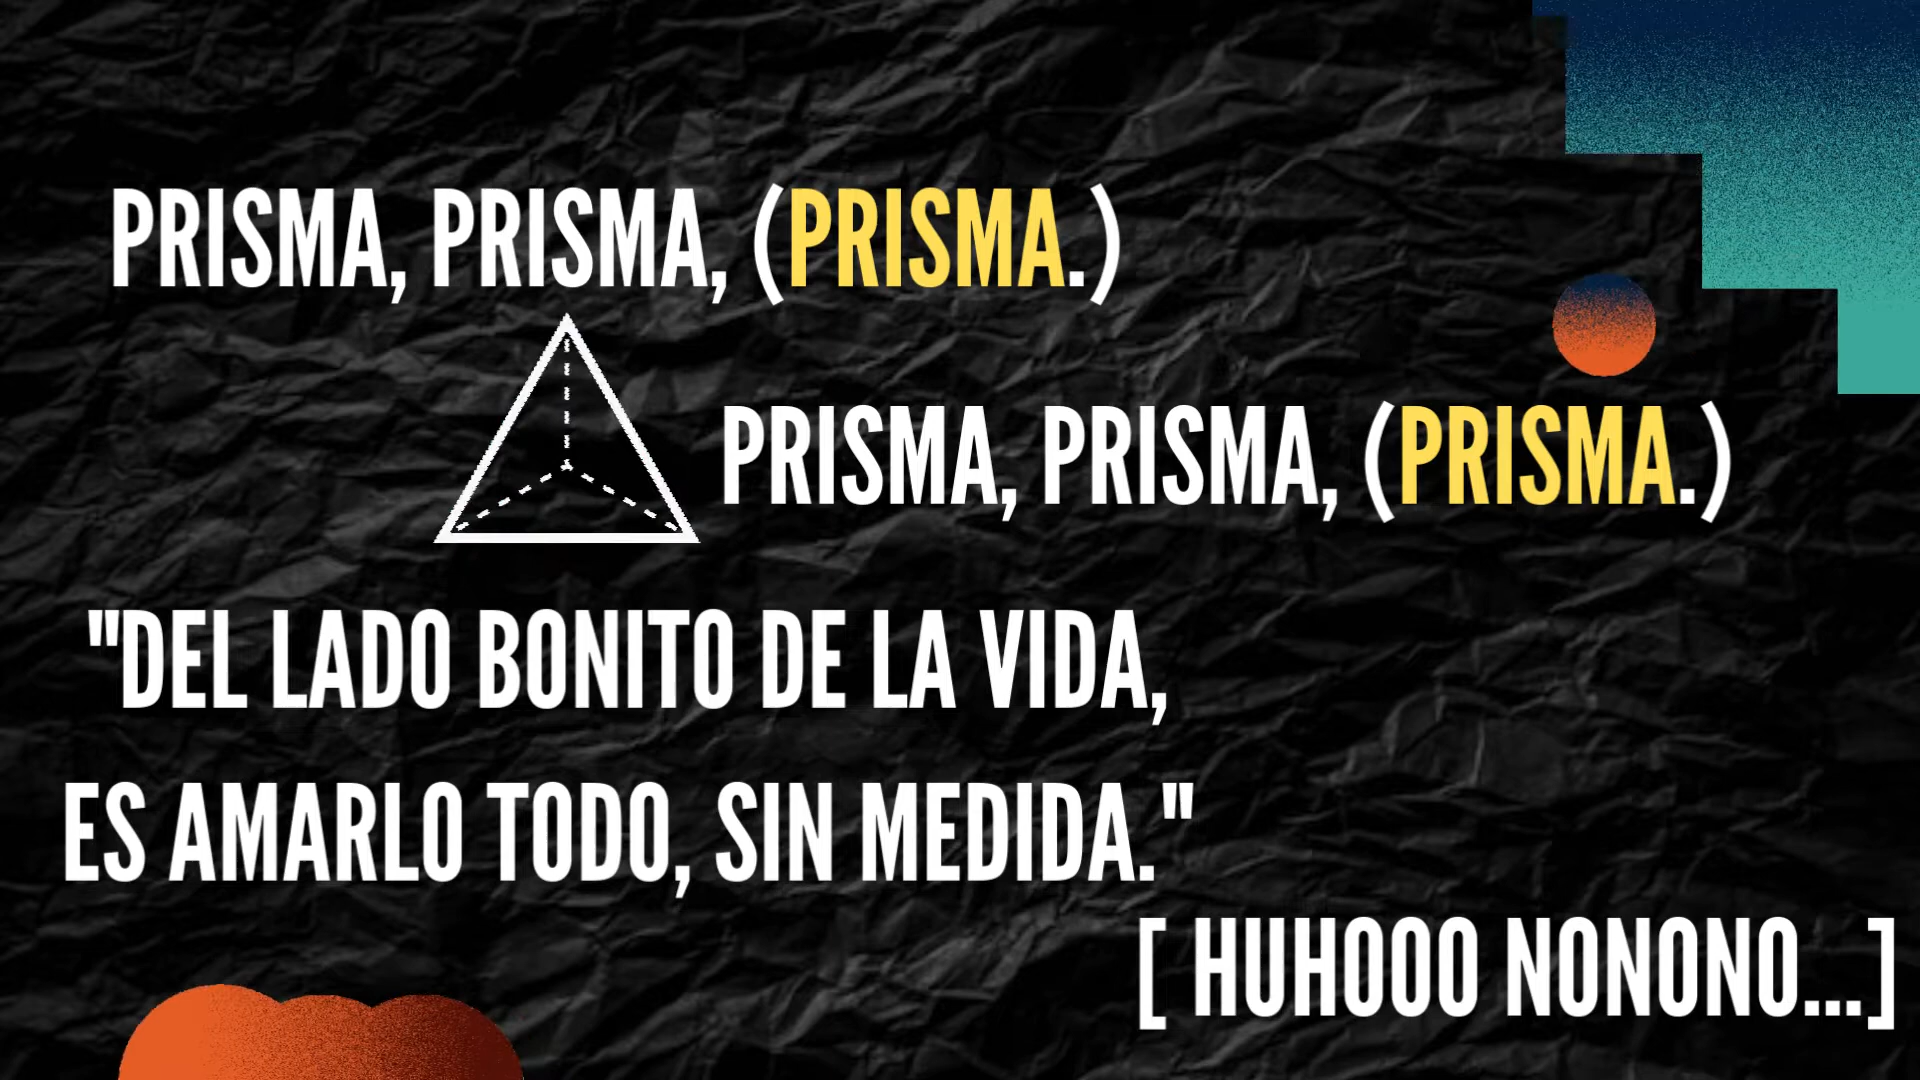 PRISMA, PRISMA, (PRISMA.)
PRISMA, PRISMA, (PRISMA.)
"DEL LADO BONITO DE LA VIDA,
ES AMARLO TODO, SIN MEDIDA."
[ HUHOOO NONONO...]